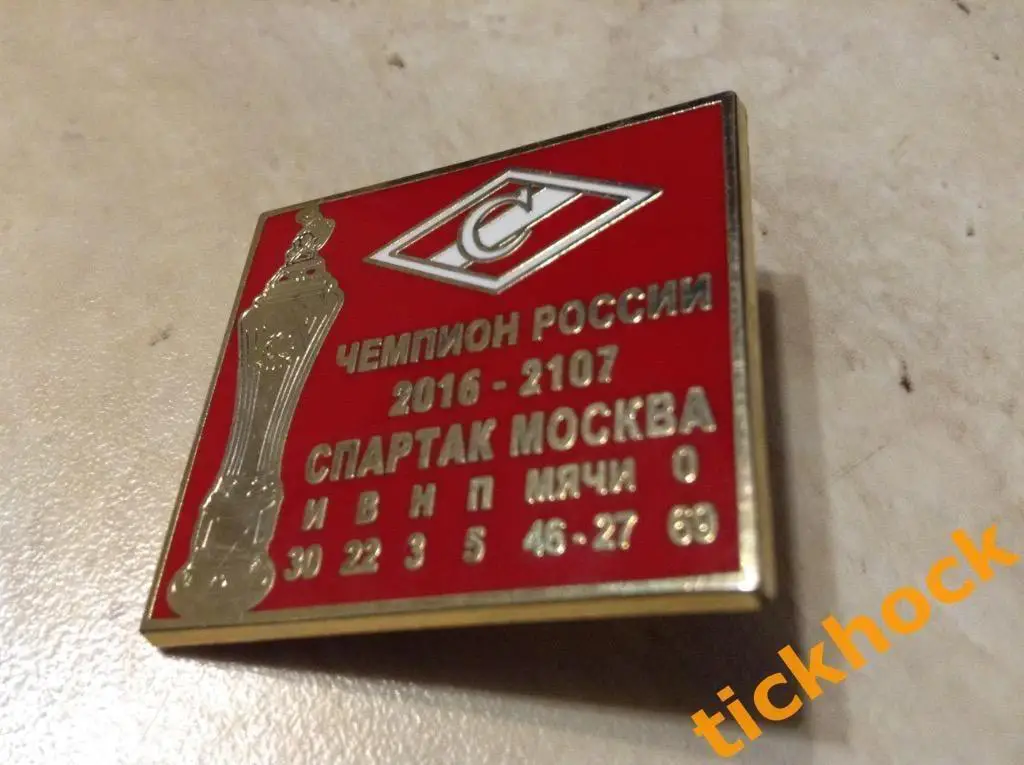 С
ЧЕМПИОН РОССИИ
2016 - 2107
СПАРТАК МОСКВА
И В Н П МЯЧИ О
30 22 3 5 46 - 27 69
tickhock